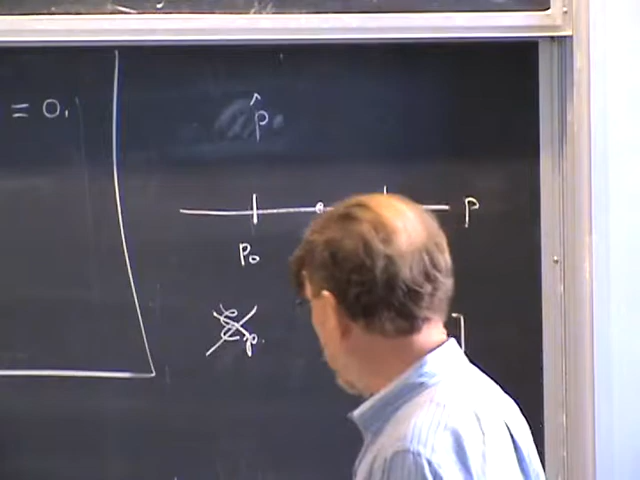 = 0,
p̂
p
p₀